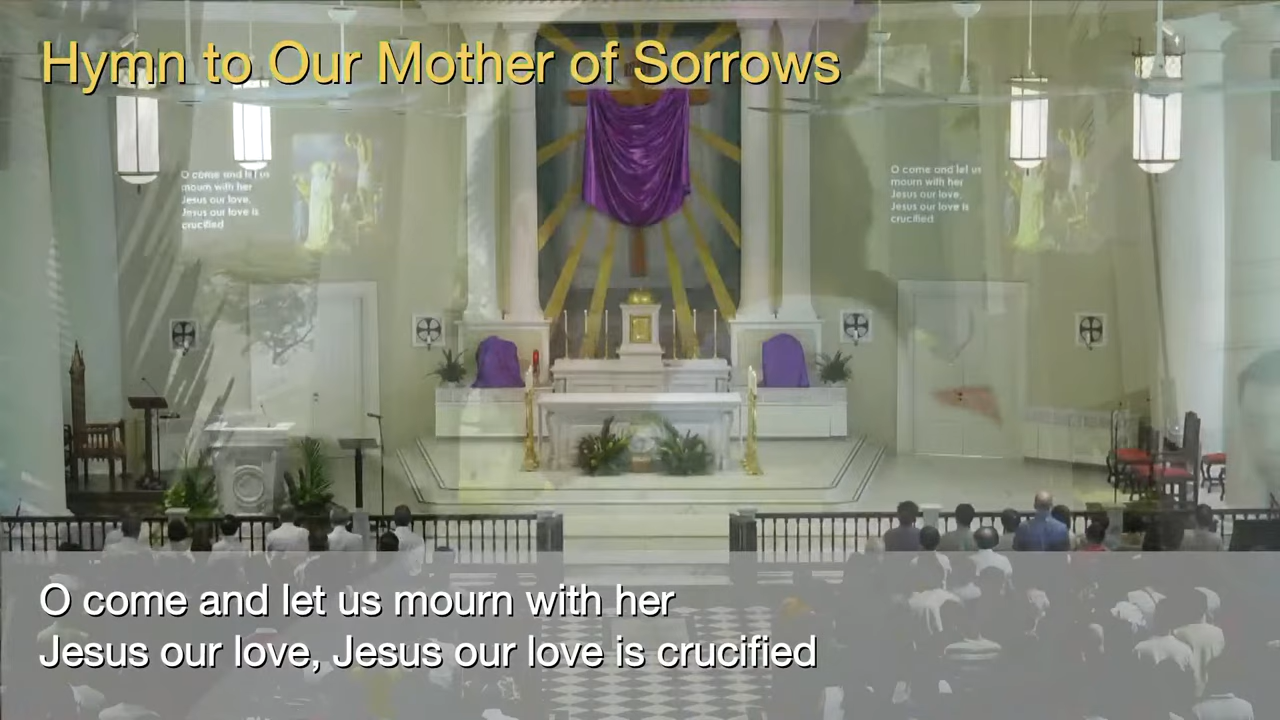 Hymn to Our Mother of Sorrows
O come and let us
mourn with her
Jesus our love,
Jesus our love is
crucified
O come and let us
mourn with her
Jesus our love,
Jesus our love is
crucified
O come and let us mourn with her
Jesus our love, Jesus our love is crucified